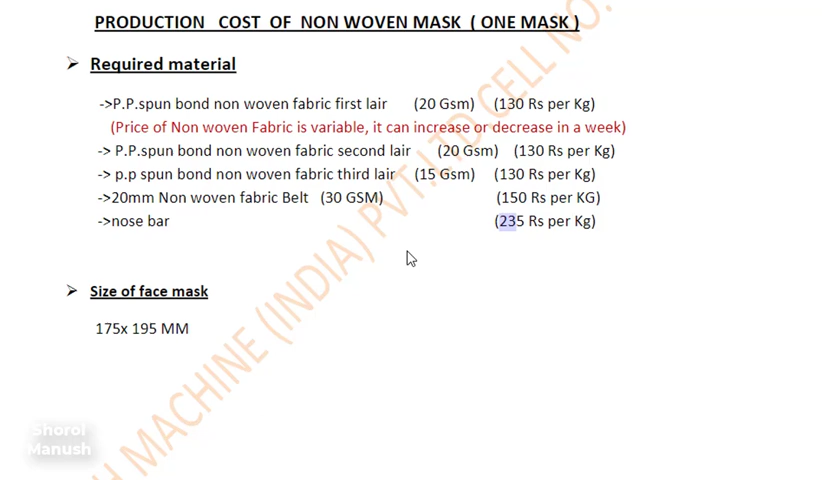 PRODUCTION COST OF NON WOVEN MASK ( ONE MASK )
➢ Required material
->P.P.spun bond non woven fabric first lair (20 Gsm) (130 Rs per Kg)
(Price of Non woven Fabric is variable, it can increase or decrease in a week)
-> P.P.spun bond non woven fabric second lair (20 Gsm) (130 Rs per Kg)
-> p.p spun bond non woven fabric third lair (15 Gsm) (130 Rs per Kg)
->20mm Non woven fabric Belt (30 GSM) (150 Rs per KG)
->nose bar (235 Rs per Kg)
➢ Size of face mask
175x 195 MM
MACHINE (INDIA) PVT.LTD CELL NO.
Shorol
Manush